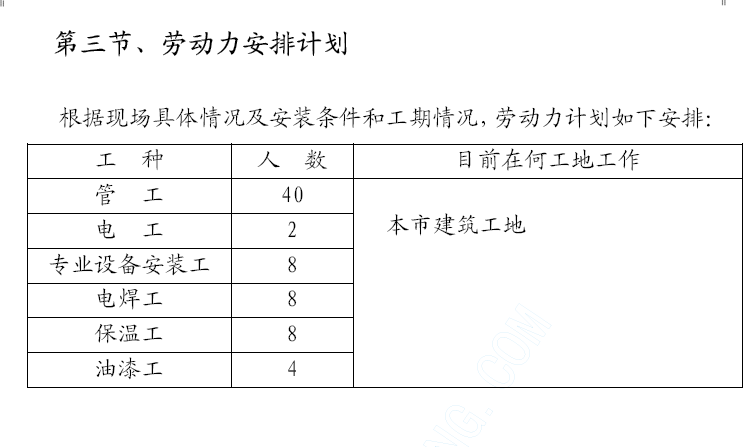 第三节、劳动力安排计划
根据现场具体情况及安装条件和工期情况,劳动力计划如下安排:
工 种 人 数 目前在何工地工作
管 工 40 本市建筑工地
电 工 2
专业设备安装工 8
电焊工 8
保温工 8
油漆工 4